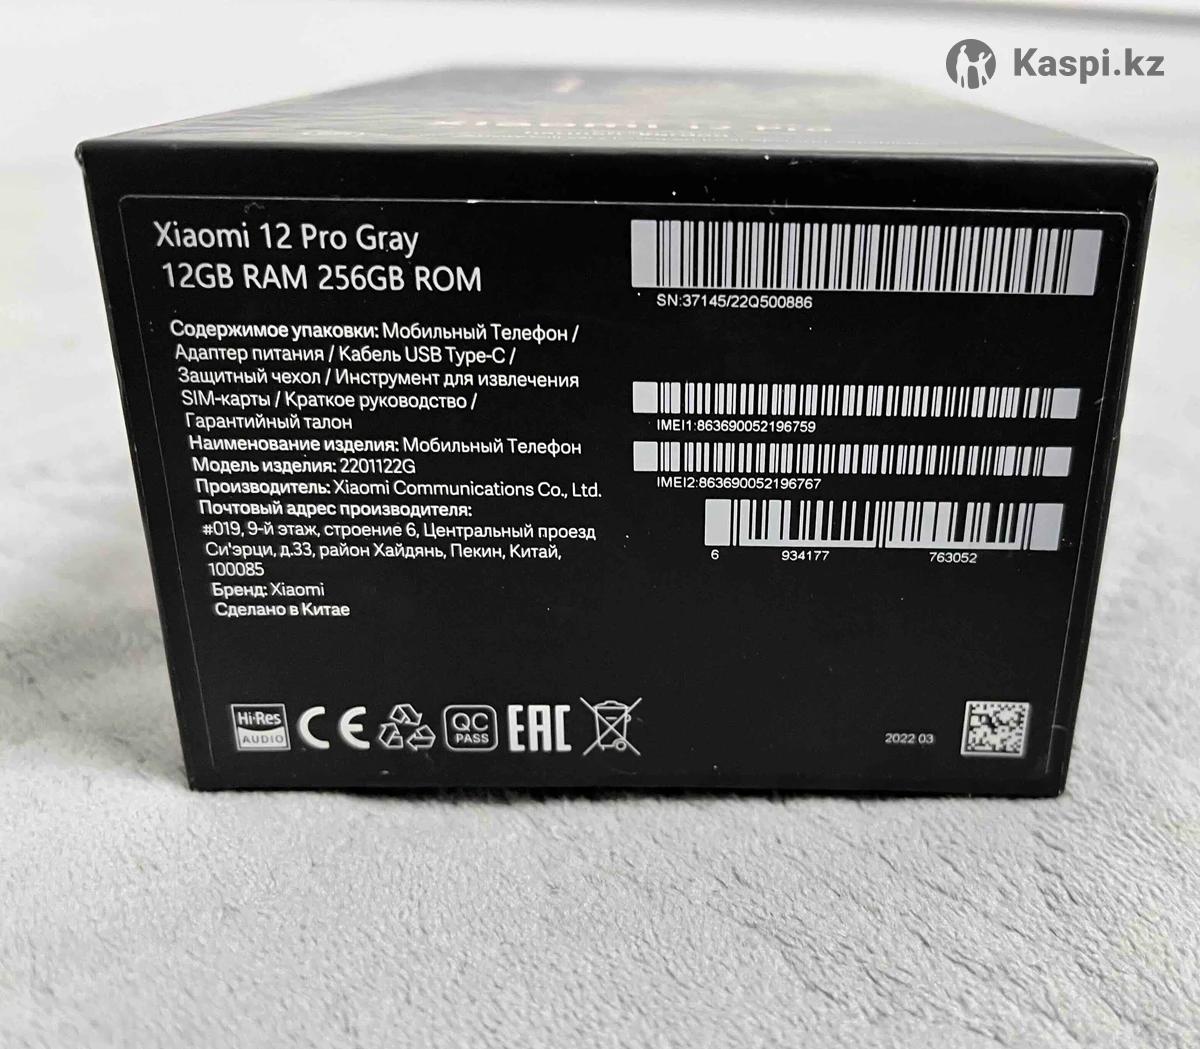 Kaspi.kz
Xiaomi 12 Pro Gray
12GB RAM 256GB ROM
Содержимое упаковки: Мобильный Телефон /
Адаптер питания / Кабель USB Type-C /
Защитный чехол / Инструмент для извлечения
SIM-карты / Краткое руководство /
Гарантийный талон
Наименование изделия: Мобильный Телефон
Модель изделия: 2201122G
Производитель: Xiaomi Communications Co., Ltd.
Почтовый адрес производителя:
#019, 9-й этаж, строение 6, Центральный проезд
Си'эрци, д.33, район Хайдянь, Пекин, Китай,
100085
Бренд: Xiaomi
Сделано в Китае
SN:37145/22Q500886
IMEI1:863690052196759
IMEI2:863690052196767
6 934177 763052
Hi-Res
AUDIO
CE
QC
PASS
EAC
2022 03